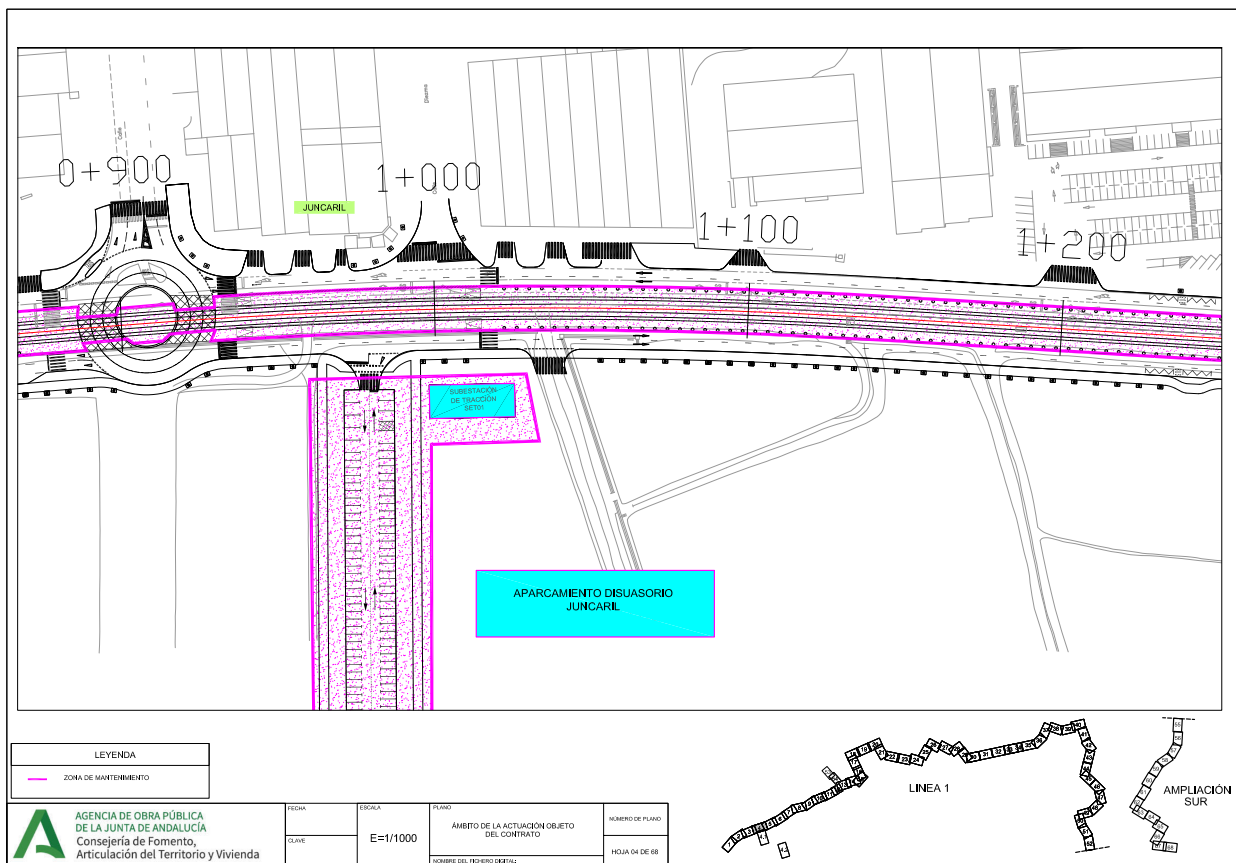 Calle
Diezma
0+900
1+000
JUNCARIL
1+100
1+200
SUBESTACIÓN
DE TRACCIÓN
SET01
APARCAMIENTO DISUASORIO
JUNCARIL
LEYENDA
ZONA DE MANTENIMIENTO
LINEA 1
AMPLIACIÓN
SUR
AGENCIA DE OBRA PÚBLICA
DE LA JUNTA DE ANDALUCÍA
Consejería de Fomento,
Articulación del Territorio y Vivienda
FECHA
CLAVE
ESCALA
E=1/1000
PLANO
ÁMBITO DE LA ACTUACIÓN OBJETO
DEL CONTRATO
NOMBRE DEL FICHERO DIGITAL:
NÚMERO DE PLANO
HOJA 04 DE 68